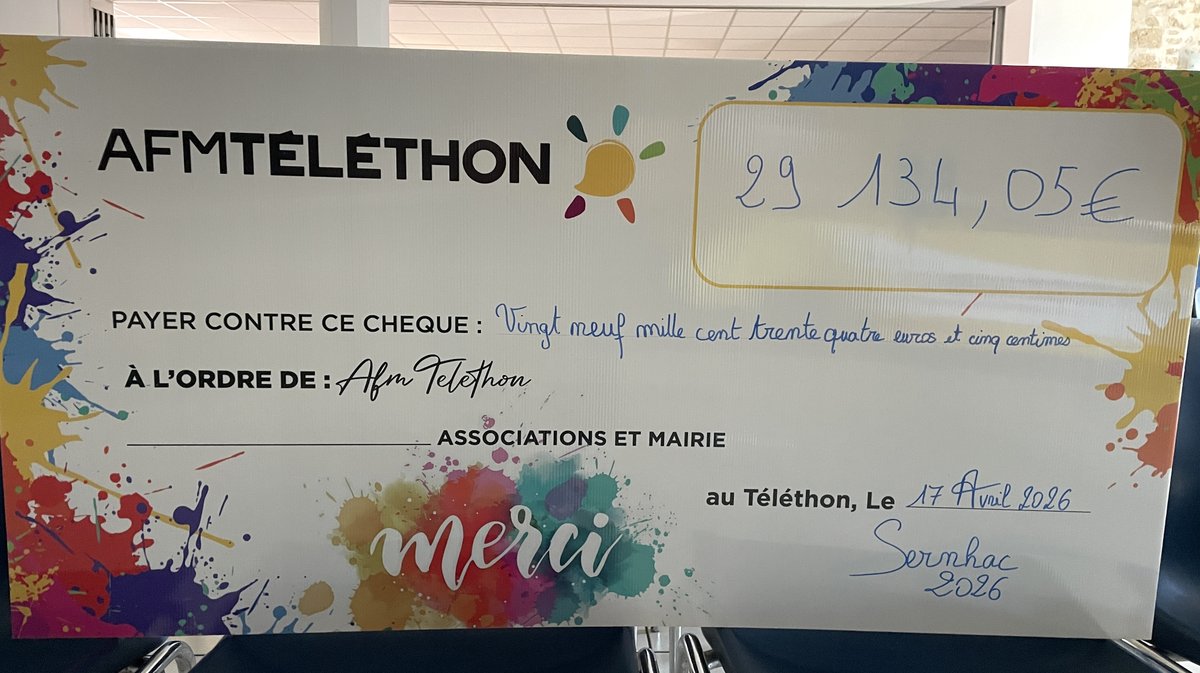 AFMTÉLÉTHON
29 134,05€
PAYER CONTRE CE CHEQUE : Vingt neuf mille cent trente quatre euros et cinq centimes
À L'ORDRE DE : Afm Telethon
ASSOCIATIONS ET MAIRIE
au Téléthon, Le 17 Avril 2026
merci
Sernhac
2026